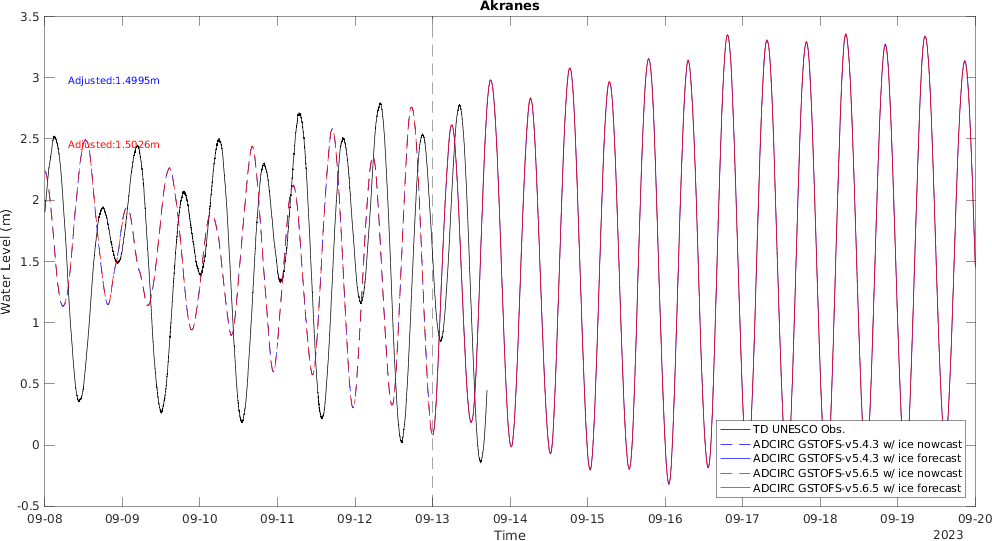 Akranes
3.5
3
2.5
2
1.5
1
0.5
0
-0.5
Water Level (m)
Adjusted:1.4995m
Adjusted:1.5026m
TD UNESCO Obs.
ADCIRC GSTOFS-v5.4.3 w/ ice nowcast
ADCIRC GSTOFS-v5.4.3 w/ ice forecast
ADCIRC GSTOFS-v5.6.5 w/ ice nowcast
ADCIRC GSTOFS-v5.6.5 w/ ice forecast
09-08 09-09 09-10 09-11 09-12 09-13 09-14 09-15 09-16 09-17 09-18 09-19 09-20
Time
2023